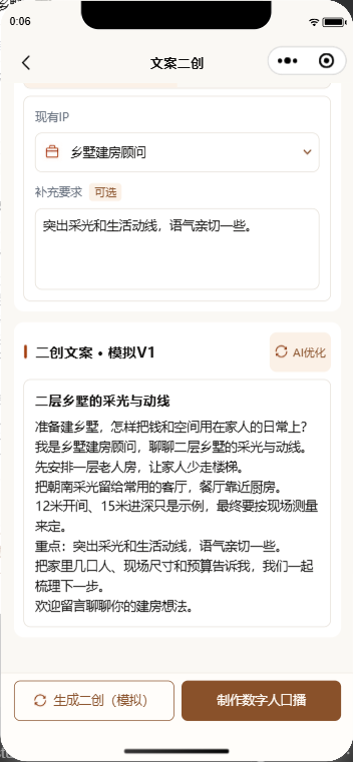 0:06
文案二创
现有IP
乡墅建房顾问
补充要求 可选
突出采光和生活动线，语气亲切一些。
二创文案 • 模拟V1
AI优化
二层乡墅的采光与动线
准备建乡墅，怎样把钱和空间用在家人的日常上？
我是乡墅建房顾问，聊聊二层乡墅的采光与动线。
先安排一层老人房，让家人少走楼梯。
把朝南采光留给常用的客厅，餐厅靠近厨房。
12米开间、15米进深只是示例，最终要按现场测量
来定。
重点：突出采光和生活动线，语气亲切一些。
把家里几口人、现场尺寸和预算告诉我，我们一起
梳理下一步。
欢迎留言聊聊你的建房想法。
生成二创（模拟）
制作数字人口播